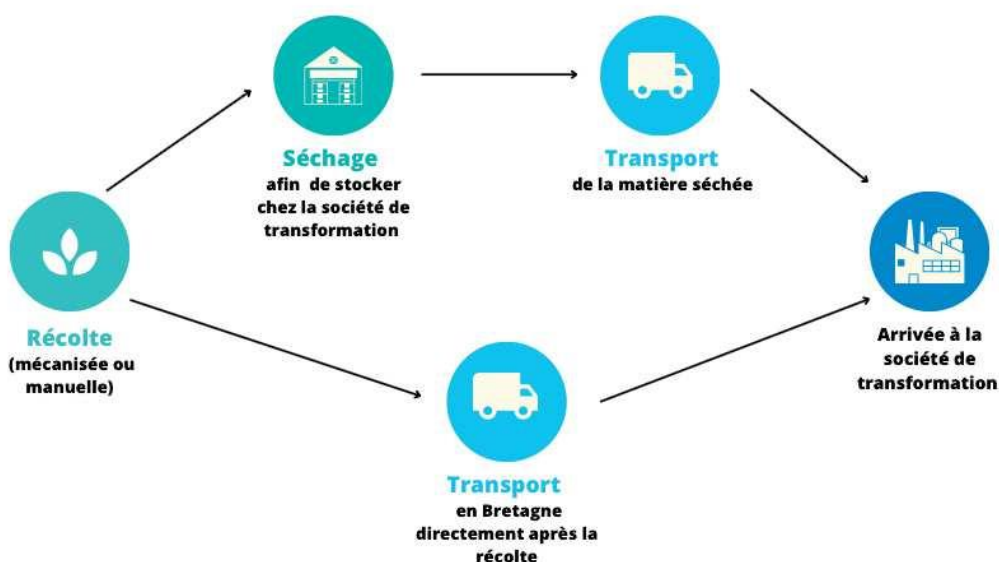 Séchage
afin de stocker
chez la société de
transformation
Transport
de la matière séchée
Récolte
(mécanisée ou
manuelle)
Arrivée à la
société de
transformation
Transport
en Bretagne
directement après la
récolte